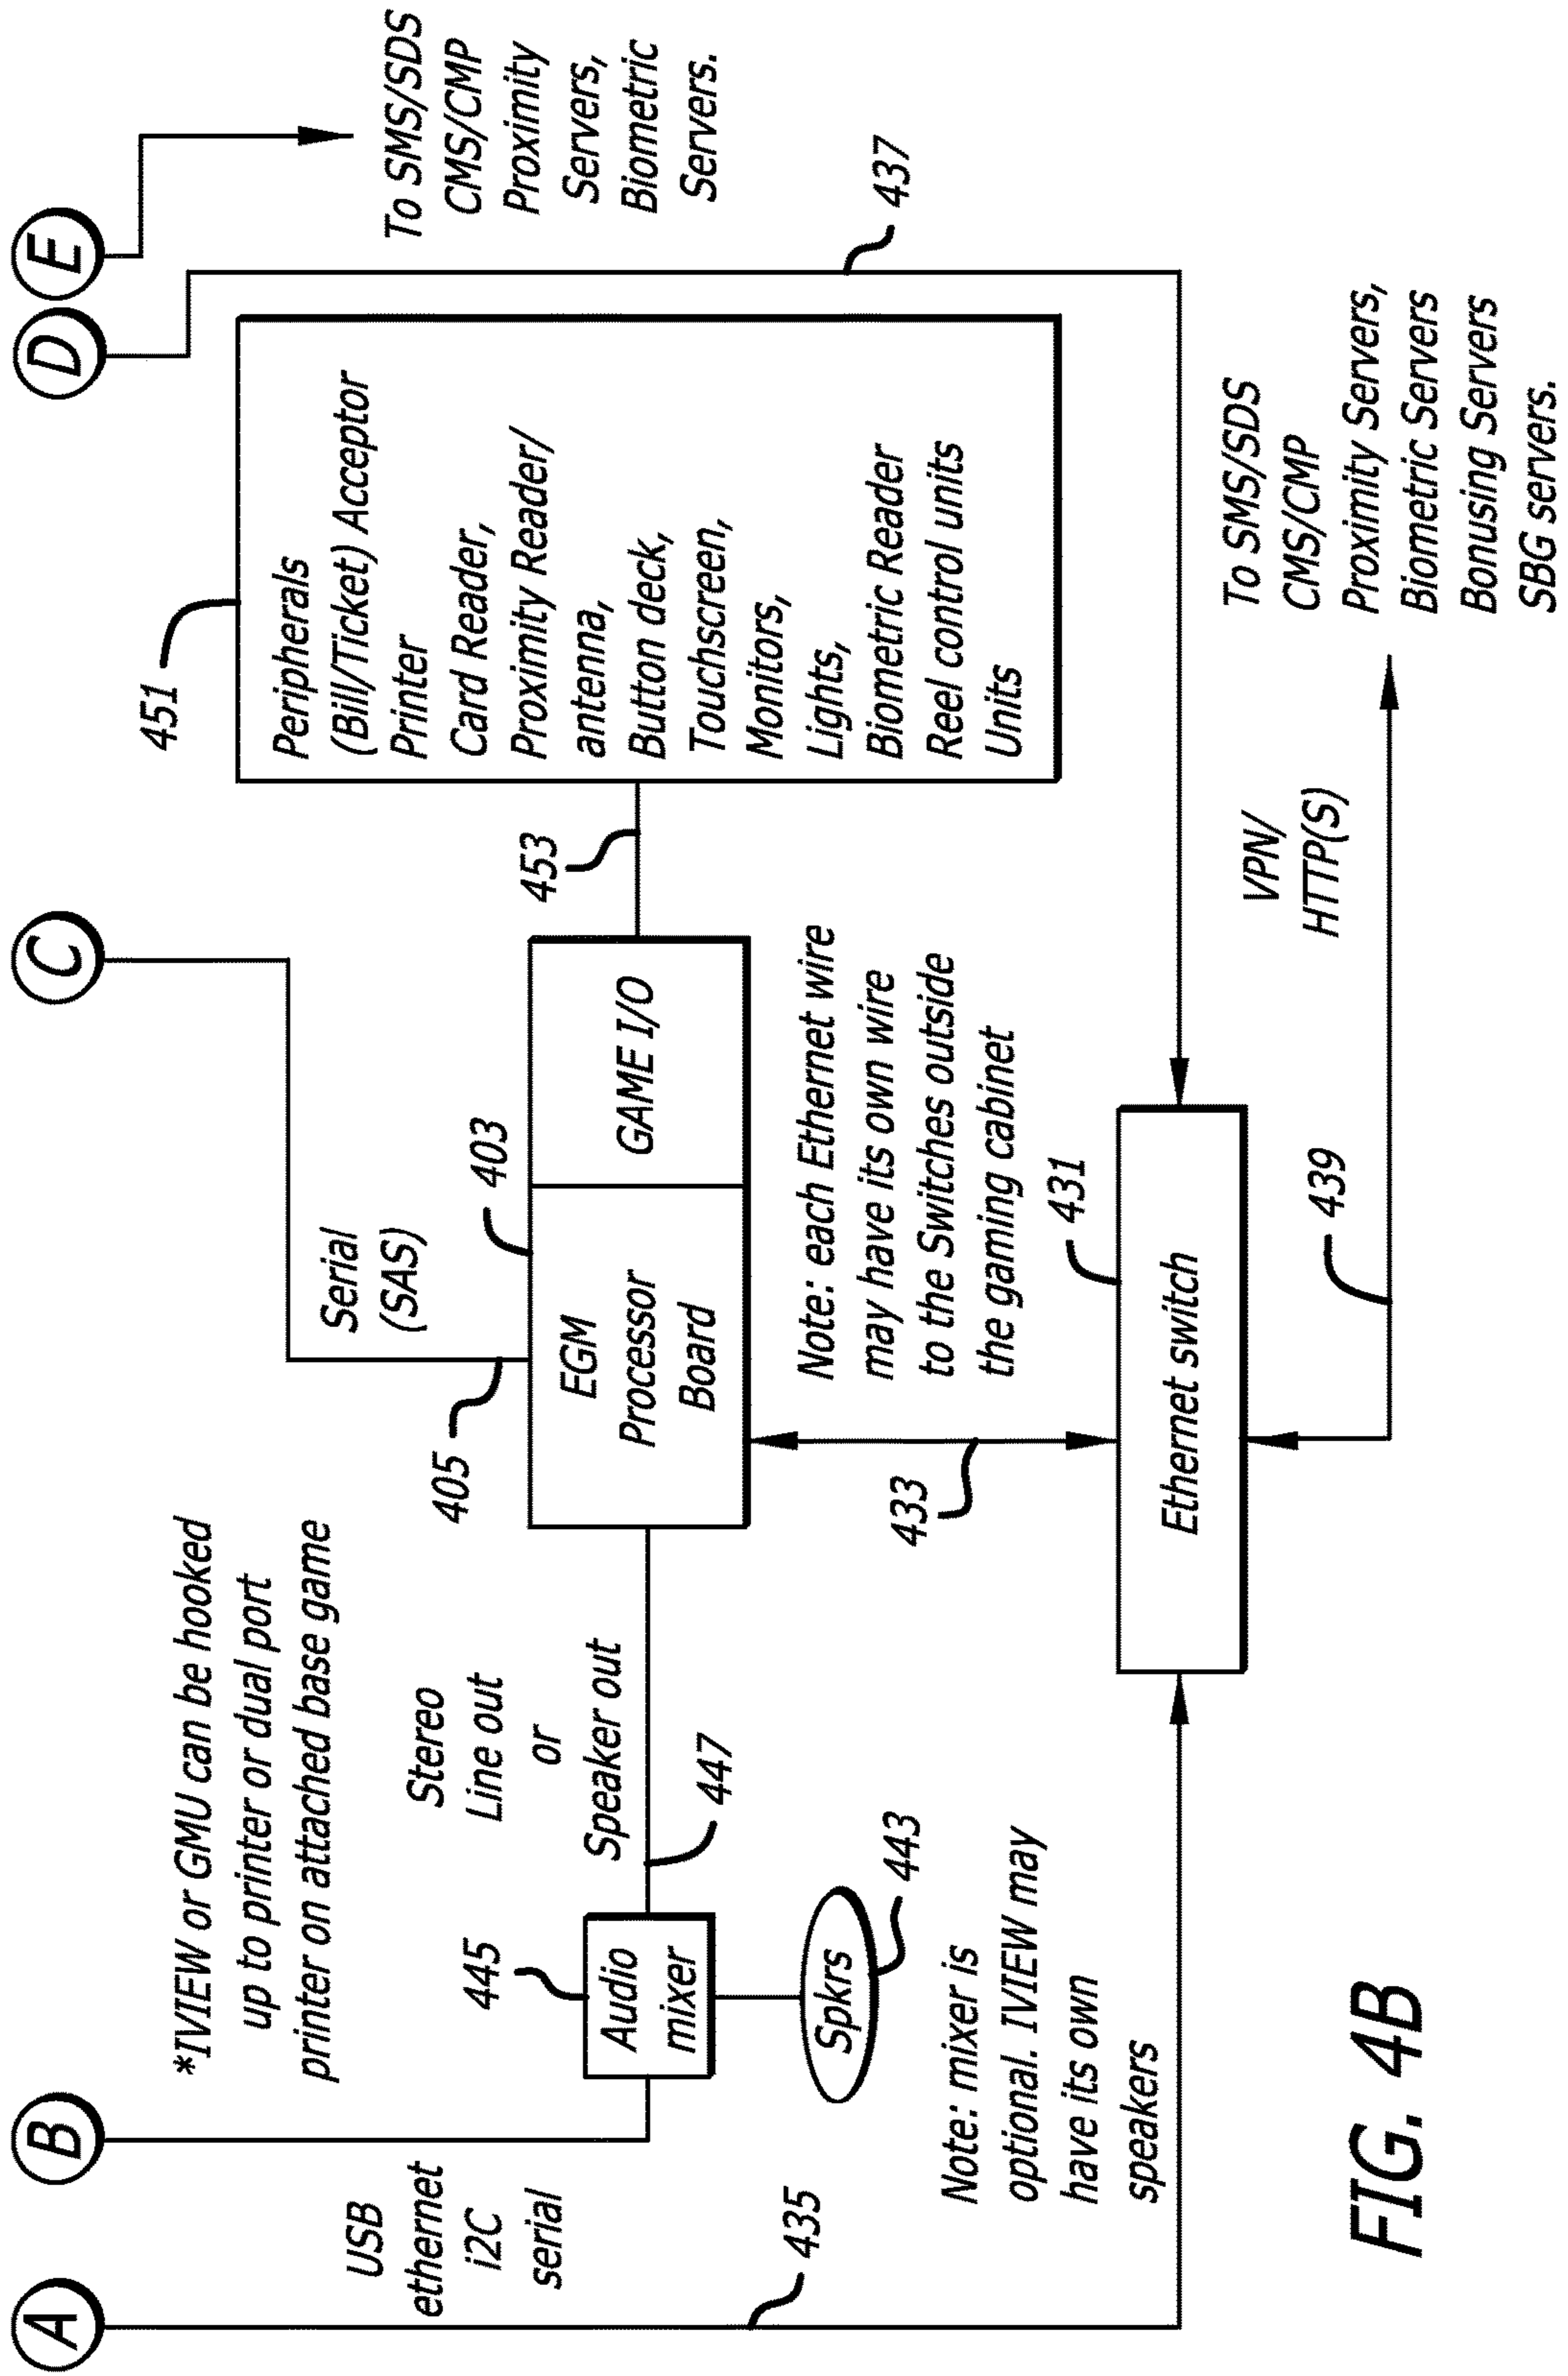 A
B
C
D
E
USB
ethernet
i2C
serial
*IVIEW or GMU can be hooked
up to printer or dual port
printer on attached base game
Serial
(SAS)
405
403
451
To SMS/SDS
CMS/CMP
Proximity
Servers,
Biometric
Servers.
Peripherals
(Bill/Ticket) Acceptor
Printer
Card Reader,
Proximity Reader/
antenna,
Button deck,
Touchscreen,
Monitors,
Lights,
Biometric Reader
Reel control units
Units
437
453
EGM
Processor
Board
GAME I/O
Stereo
Line out
or
Speaker out
447
445
Audio
mixer
Spkrs
443
435
Note: mixer is
optional. IVIEW may
have its own
speakers
433
Note: each Ethernet wire
may have its own wire
to the Switches outside
the gaming cabinet
431
Ethernet switch
439
VPN/
HTTP(S)
To SMS/SDS
CMS/CMP
Proximity Servers,
Biometric Servers
Bonusing Servers
SBG servers.
FIG. 4B